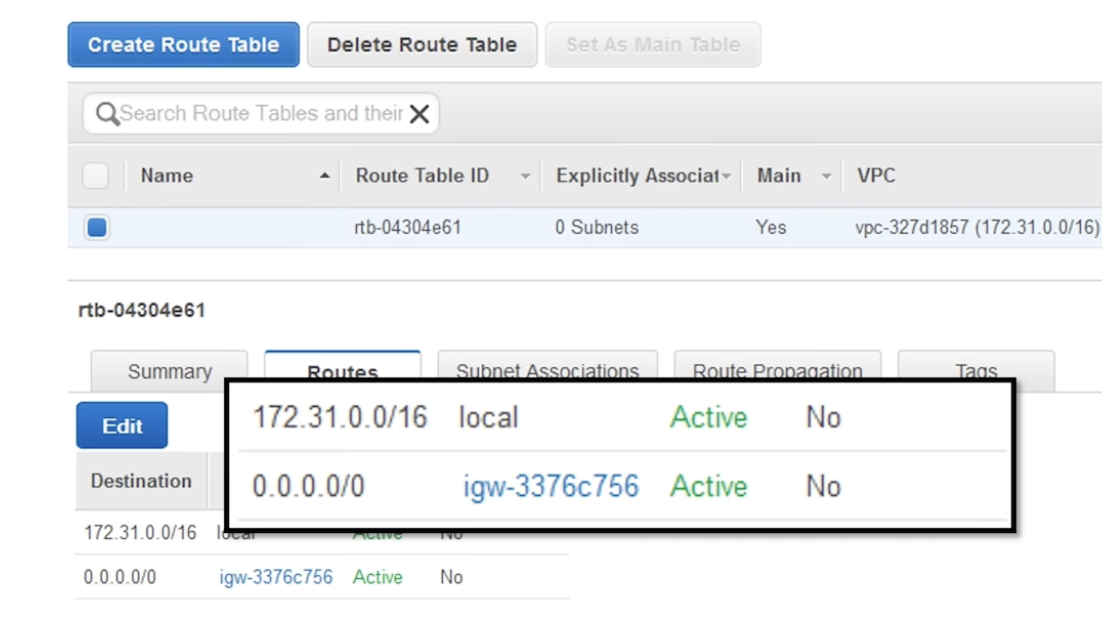 Create Route Table Delete Route Table Set As Main Table
Search Route Tables and their
Name Route Table ID Explicitly Associat Main VPC
rtb-04304e61 0 Subnets Yes vpc-327d1857 (172.31.0.0/16)
rtb-04304e61
Summary Routes Subnet Associations Route Propagation Tags
Edit
172.31.0.0/16 local Active No
0.0.0.0/0 igw-3376c756 Active No
Destination
172.31.0.0/16 local Active No
0.0.0.0/0 igw-3376c756 Active No